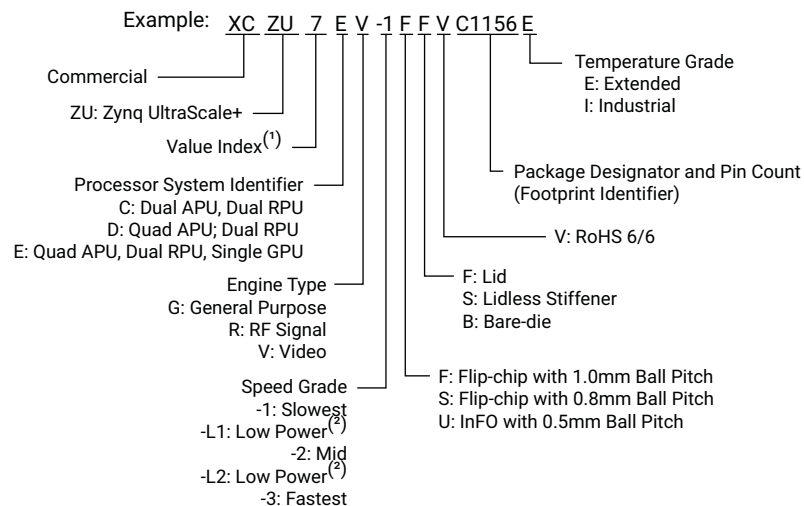 Example: XC ZU 7 E V -1 F F V C1156 E
Commercial
ZU: Zynq UltraScale+
Value Index(1)
Processor System Identifier
C: Dual APU, Dual RPU
D: Quad APU; Dual RPU
E: Quad APU, Dual RPU, Single GPU
Engine Type
G: General Purpose
R: RF Signal
V: Video
Speed Grade
-1: Slowest
-L1: Low Power(2)
-2: Mid
-L2: Low Power(2)
-3: Fastest
Temperature Grade
E: Extended
I: Industrial
Package Designator and Pin Count
(Footprint Identifier)
V: RoHS 6/6
F: Lid
S: Lidless Stiffener
B: Bare-die
F: Flip-chip with 1.0mm Ball Pitch
S: Flip-chip with 0.8mm Ball Pitch
U: InFO with 0.5mm Ball Pitch